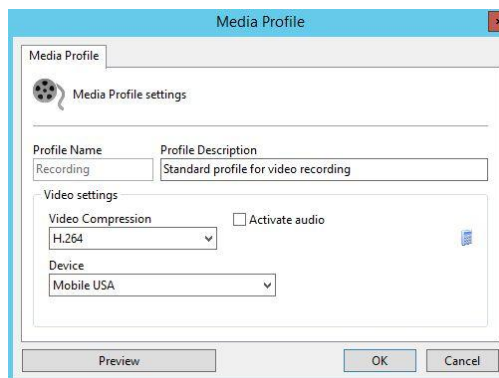 Media Profile
Media Profile
Media Profile settings
Profile Name Profile Description
Recording Standard profile for video recording
Video settings
Video Compression Activate audio
H.264
Device
Mobile USA
Preview OK Cancel